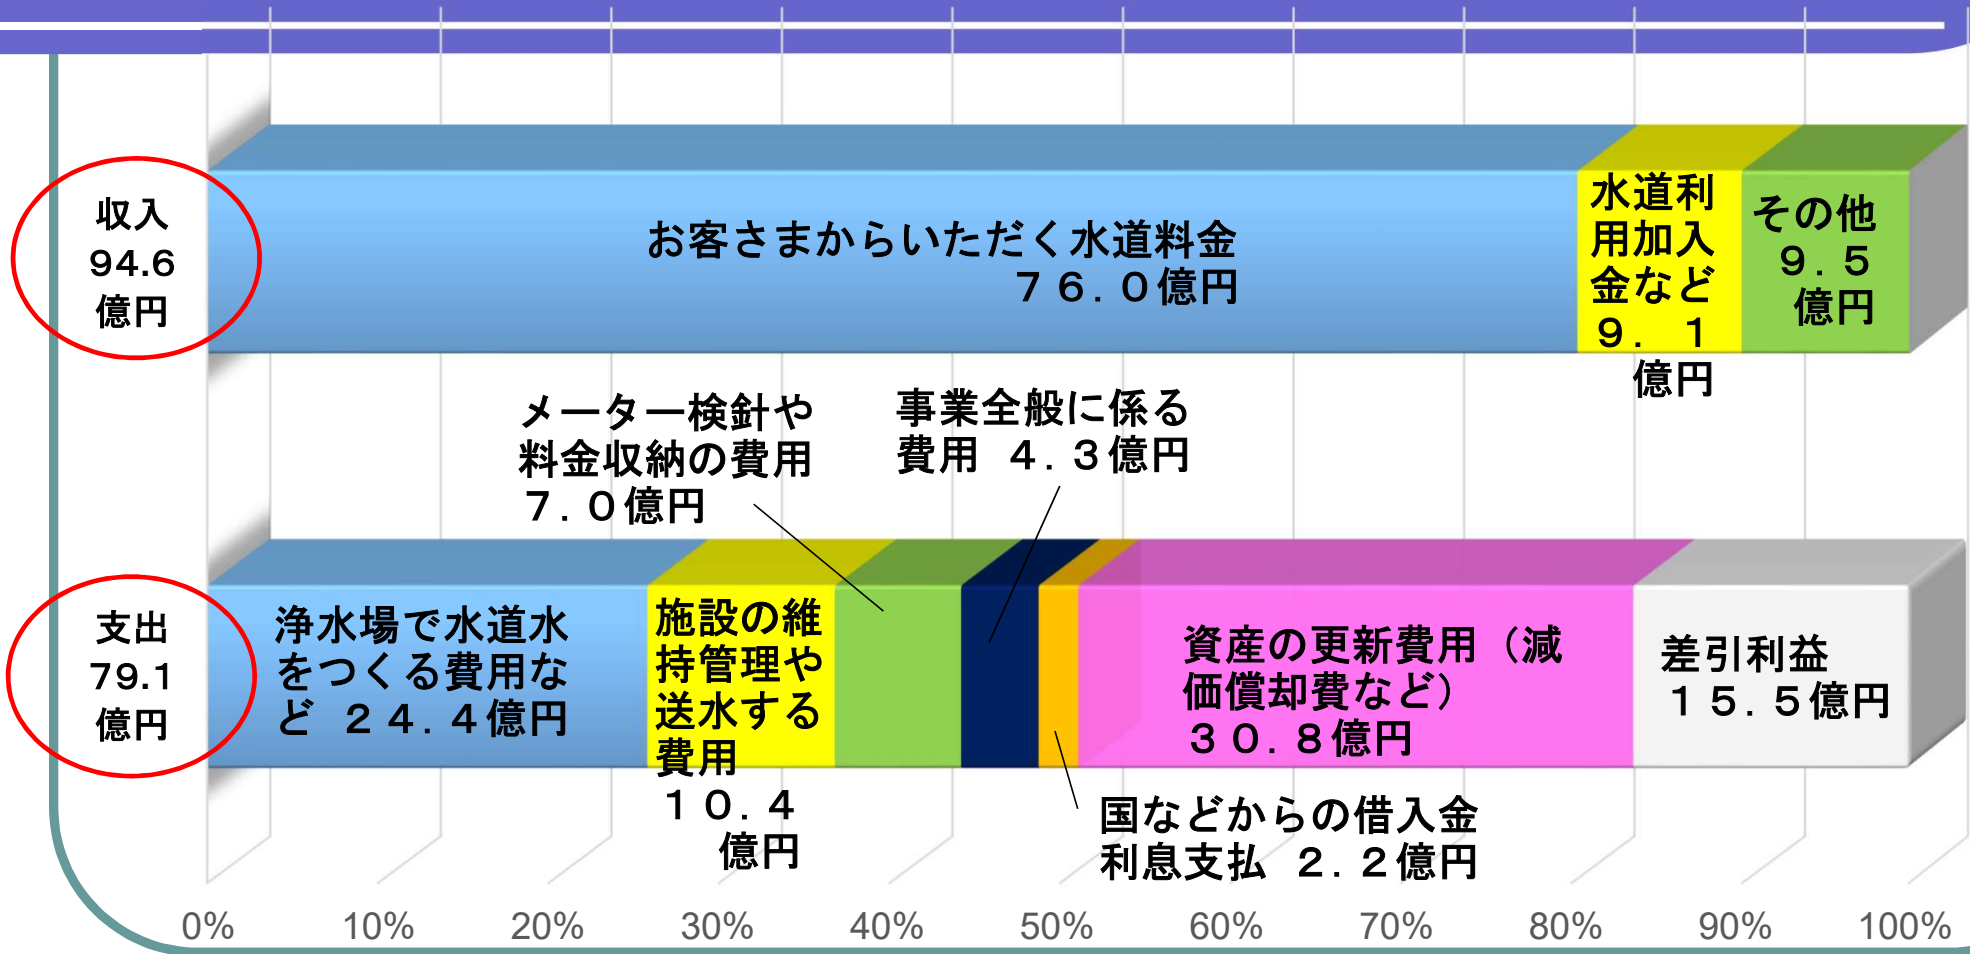 収入
94.6
億円
お客さまからいただく水道料金
７６.０億円
水道利
用加入
金など
９. １
億円
その他
９.５
億円
メーター検針や
料金収納の費用
７.０億円
事業全般に係る
費用 ４.３億円
支出
79.1
億円
浄水場で水道水
をつくる費用な
ど ２４.４億円
施設の維
持管理や
送水する
費用
１０.４
億円
資産の更新費用（減
価償却費など）
３０.８億円
差引利益
１５.５億円
国などからの借入金
利息支払 ２.２億円
0% 10% 20% 30% 40% 50% 60% 70% 80% 90% 100%